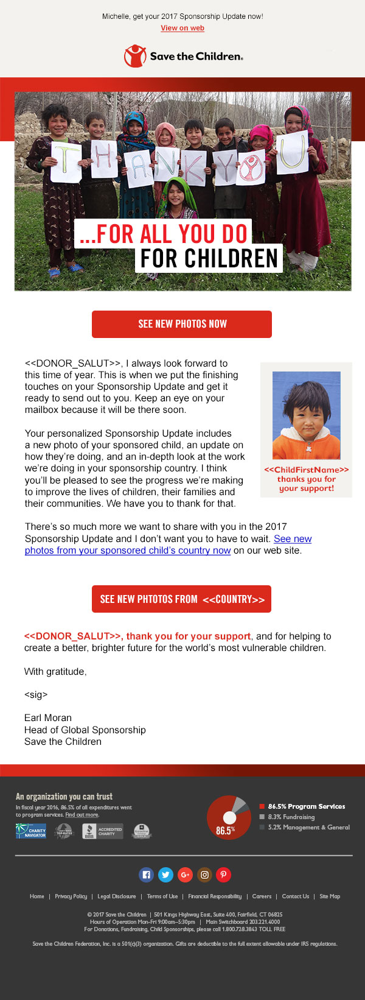 Michelle, get your 2017 Sponsorship Update now!
View on web
Save the Children®
THANK YOU
...FOR ALL YOU DO
FOR CHILDREN
SEE NEW PHOTOS NOW
<<DONOR_SALUT>>, I always look forward to
this time of year. This is when we put the finishing
touches on your Sponsorship Update and get it
ready to send out to you. Keep an eye on your
mailbox because it will be there soon.
Your personalized Sponsorship Update includes
a new photo of your sponsored child, an update on
how they're doing, and an in-depth look at the work
we're doing in your sponsorship country. I think
you'll be pleased to see the progress we're making
to improve the lives of children, their families and
their communities. We have you to thank for that.
<<ChildFirstName>>
thanks you for
your support!
There's so much more we want to share with you in the 2017
Sponsorship Update and I don't want you to have to wait. See new
photos from your sponsored child's country now on our web site.
SEE NEW PHTOTOS FROM <<COUNTRY>>
<<DONOR_SALUT>>, thank you for your support, and for helping to
create a better, brighter future for the world's most vulnerable children.
With gratitude,
<sig>
Earl Moran
Head of Global Sponsorship
Save the Children
An organization you can trust
In fiscal year 2016, 86.5% of all expenditures went
to program services. Find out more.
CHARITY
NAVIGATOR
TOP-RATED
BBB
ACCREDITED
CHARITY
86.5%
86.5% Program Services
8.3% Fundraising
5.2% Management & General
Home | Privacy Policy | Legal Disclosure | Terms of Use | Financial Responsibility | Careers | Contact Us | Site Map
© 2017 Save the Children | 501 Kings Highway East, Suite 400, Fairfield, CT 06825
Hours of Operation Mon-Fri 9:00am–5:30pm | Main Switchboard 203.221.4000
For Donations, Fundraising, Child Sponsorships, please call 1.800.728.3843 TOLL FREE
Save the Children Federation, Inc. is a 501(c)(3) organization. Gifts are deductible to the full extent allowable under IRS regulations.